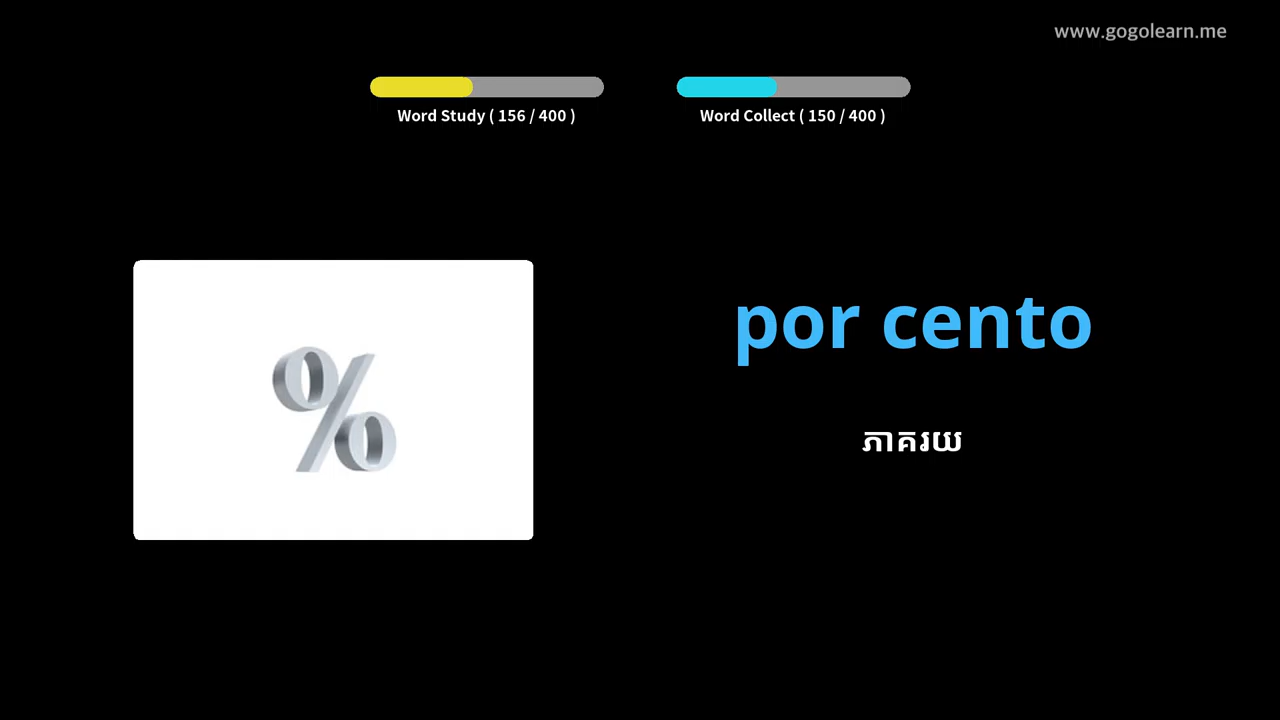 www.gogolearn.me
Word Study ( 156 / 400 )
Word Collect ( 150 / 400 )
%
por cento
ភាគរយ